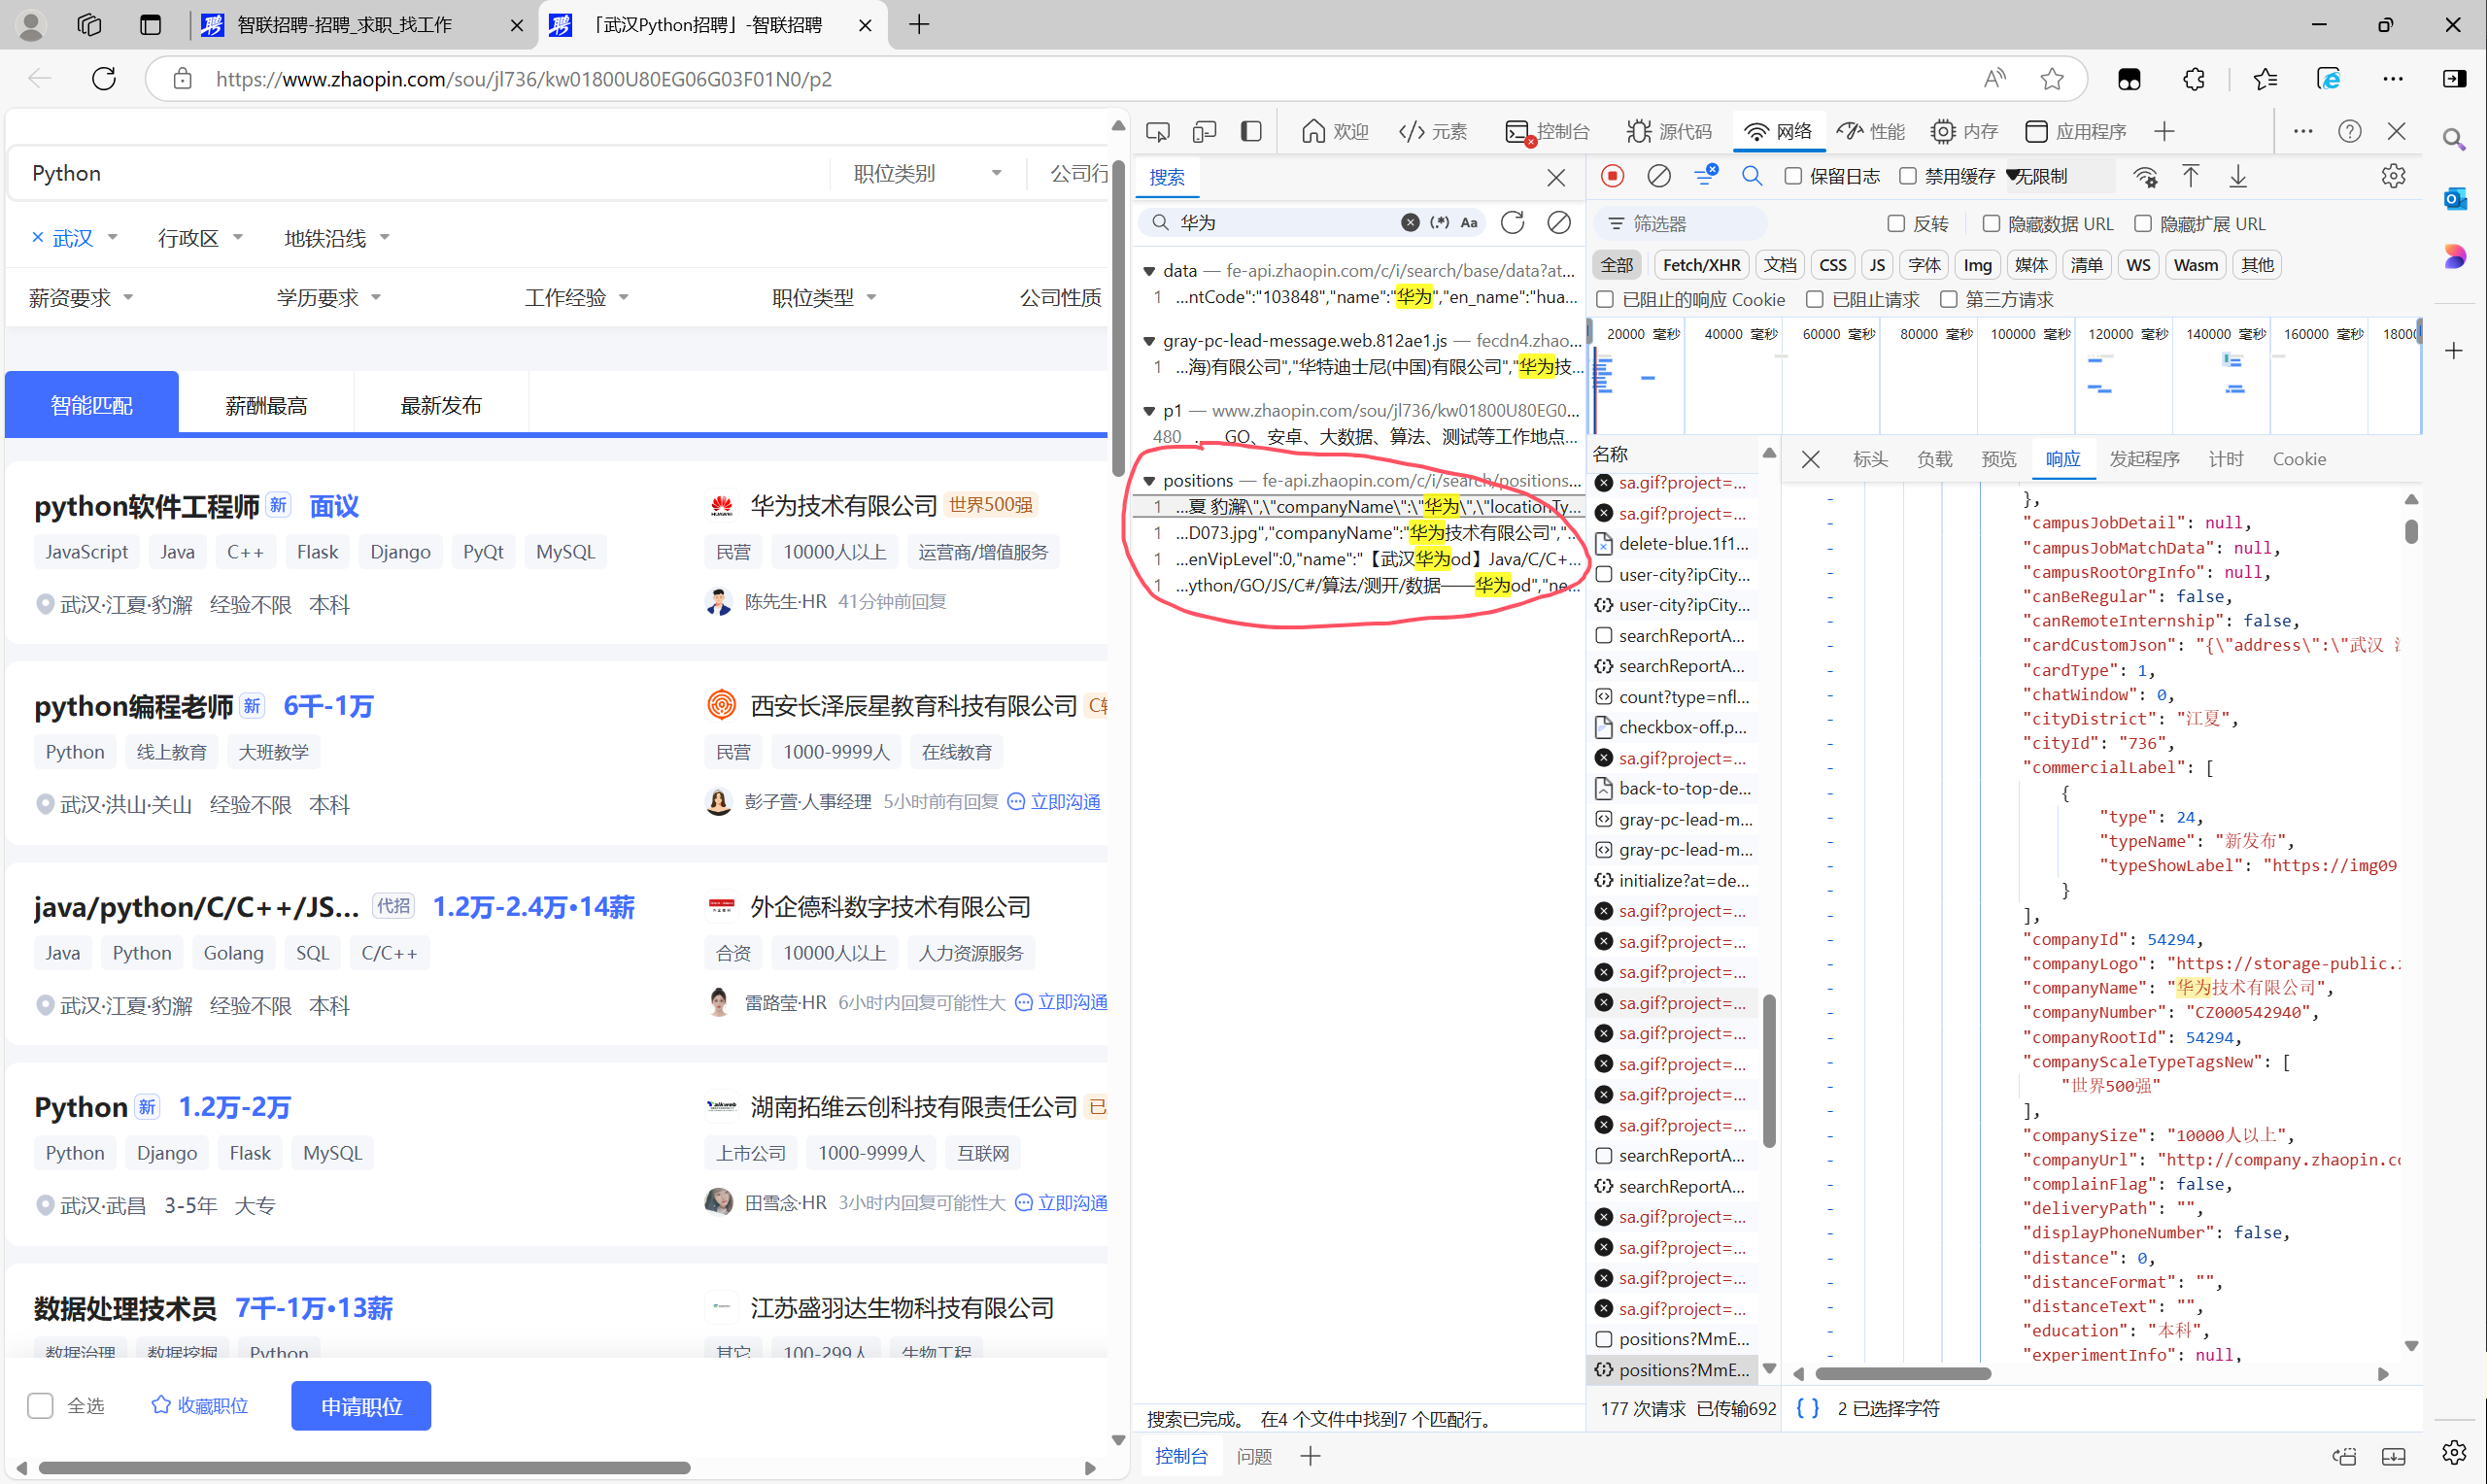 智联招聘-招聘_求职_找工作
「武汉Python招聘」-智联招聘
https://www.zhaopin.com/sou/jl736/kw01800U80EG06G03F01N0/p2
Python
职位类别
公司行
武汉
行政区
地铁沿线
薪资要求
学历要求
工作经验
职位类型
公司性质
智能匹配
薪酬最高
最新发布
python软件工程师 新 面议
华为技术有限公司 世界500强
JavaScript Java C++ Flask Django PyQt MySQL
民营 10000人以上 运营商/增值服务
武汉·江夏·豹澥 经验不限 本科
陈先生·HR 41分钟前回复
python编程老师 新 6千-1万
西安长泽辰星教育科技有限公司
Python 线上教育 大班教学
民营 1000-9999人 在线教育
武汉·洪山·关山 经验不限 本科
彭子萱·人事经理 5小时前有回复 立即沟通
java/python/C/C++/JS... 代招 1.2万-2.4万•14薪
外企德科数字技术有限公司
Java Python Golang SQL C/C++
合资 10000人以上 人力资源服务
武汉·江夏·豹澥 经验不限 本科
雷路莹·HR 6小时内回复可能性大 立即沟通
Python 新 1.2万-2万
湖南拓维云创科技有限责任公司 已
Python Django Flask MySQL
上市公司 1000-9999人 互联网
武汉·武昌 3-5年 大专
田雪念·HR 3小时内回复可能性大 立即沟通
数据处理技术员 7千-1万•13薪
江苏盛羽达生物科技有限公司
数据治理 数据挖掘 Python
其它 100-299人 生物工程
全选
收藏职位
申请职位
欢迎
元素
控制台
源代码
网络
性能
内存
应用程序
搜索
华为
(.*) Aa
data — fe-api.zhaopin.com/c/i/search/base/data?at...
1 ...ntCode":"103848","name":"华为","en_name":"hua...
gray-pc-lead-message.web.812ae1.js — fecdn4.zhao...
1 ...海)有限公司","华特迪士尼(中国)有限公司","华为技...
p1 — www.zhaopin.com/sou/jl736/kw01800U80EG0...
480 GO、安卓、大数据、算法、测试等工作地点...
positions — fe-api.zhaopin.com/c/i/search/positions...
1 ...夏 豹澥\",\"companyName\":\"华为\",\"locationTy...
1 ...D073.jpg","companyName":"华为技术有限公司","...
1 ...enVipLevel":0,"name":"【武汉华为od】Java/C/C+...
1 ...ython/GO/JS/C#/算法/测开/数据——华为od","ne...
搜索已完成。 在4 个文件中找到7 个匹配行。
控制台
问题
保留日志
禁用缓存
无限制
筛选器
反转
隐藏数据 URL
隐藏扩展 URL
全部 Fetch/XHR 文档 CSS JS 字体 Img 媒体 清单 WS Wasm 其他
已阻止的响应 Cookie
已阻止请求
第三方请求
20000 毫秒 40000 毫秒 60000 毫秒 80000 毫秒 100000 毫秒 120000 毫秒 140000 毫秒 160000 毫秒 1800
名称
sa.gif?project=...
sa.gif?project=...
delete-blue.1f1...
user-city?ipCity...
user-city?ipCity...
searchReportA...
searchReportA...
count?type=nfl...
checkbox-off.p...
sa.gif?project=...
back-to-top-de...
gray-pc-lead-m...
gray-pc-lead-m...
initialize?at=de...
sa.gif?project=...
sa.gif?project=...
sa.gif?project=...
sa.gif?project=...
sa.gif?project=...
sa.gif?project=...
sa.gif?project=...
sa.gif?project=...
searchReportA...
searchReportA...
sa.gif?project=...
sa.gif?project=...
sa.gif?project=...
sa.gif?project=...
positions?MmE...
positions?MmE...
177 次请求 已传输692
标头 负载 预览 响应 发起程序 计时 Cookie
},
"campusJobDetail": null,
"campusJobMatchData": null,
"campusRootOrgInfo": null,
"canBeRegular": false,
"canRemoteInternship": false,
"cardCustomJson": "{\"address\":\"武汉
"cardType": 1,
"chatWindow": 0,
"cityDistrict": "江夏",
"cityId": "736",
"commercialLabel": [
{
"type": 24,
"typeName": "新发布",
"typeShowLabel": "https://img09
}
],
"companyId": 54294,
"companyLogo": "https://storage-public.z
"companyName": "华为技术有限公司",
"companyNumber": "CZ000542940",
"companyRootId": 54294,
"companyScaleTypeTagsNew": [
"世界500强"
],
"companySize": "10000人以上",
"companyUrl": "http://company.zhaopin.co
"complainFlag": false,
"deliveryPath": "",
"displayPhoneNumber": false,
"distance": 0,
"distanceFormat": "",
"distanceText": "",
"education": "本科",
"experimentInfo": null,
{ } 2 已选择字符